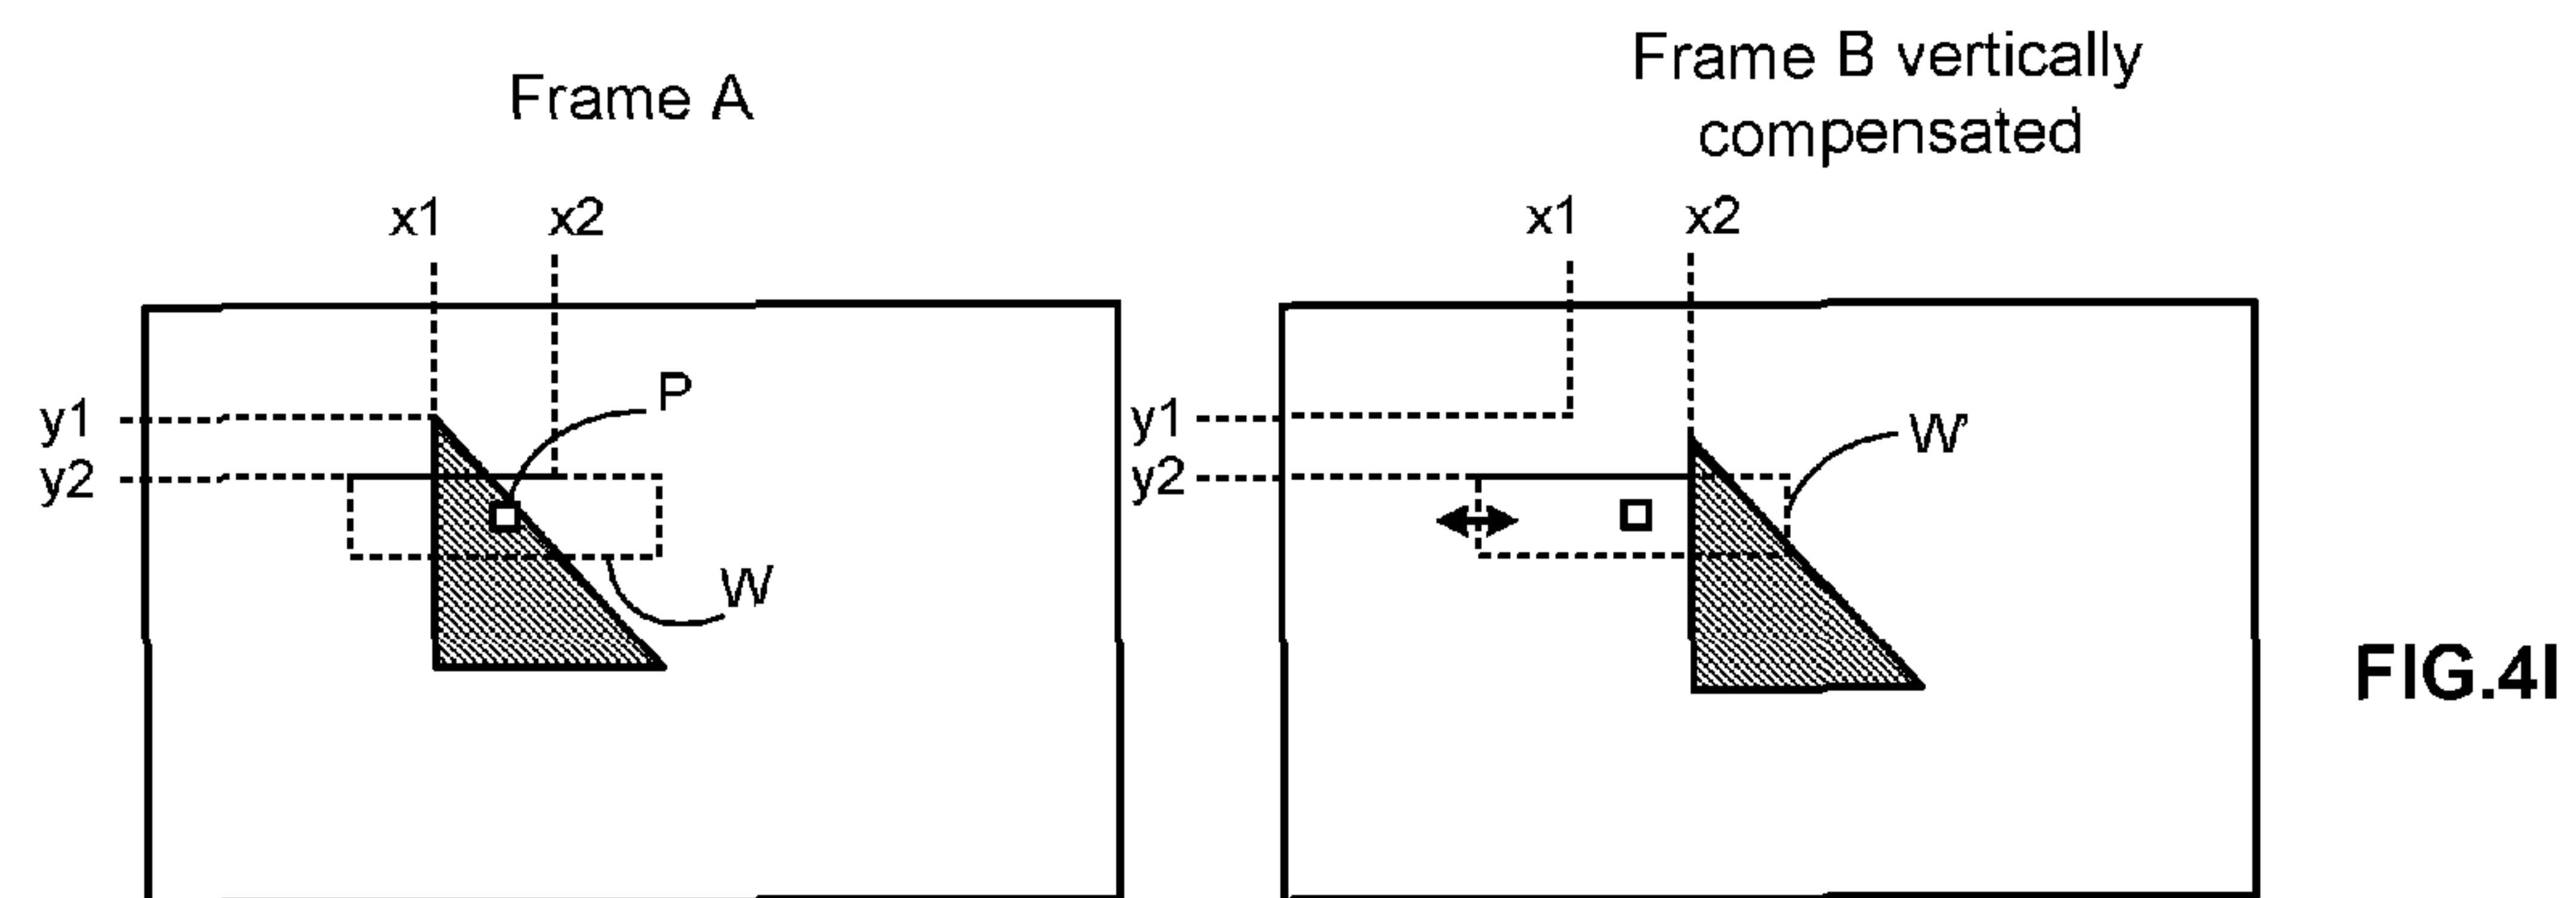 Frame A
Frame B vertically
compensated
x1 x2
x1 x2
y1
y2
P
W
y1
y2
W'
FIG.4I